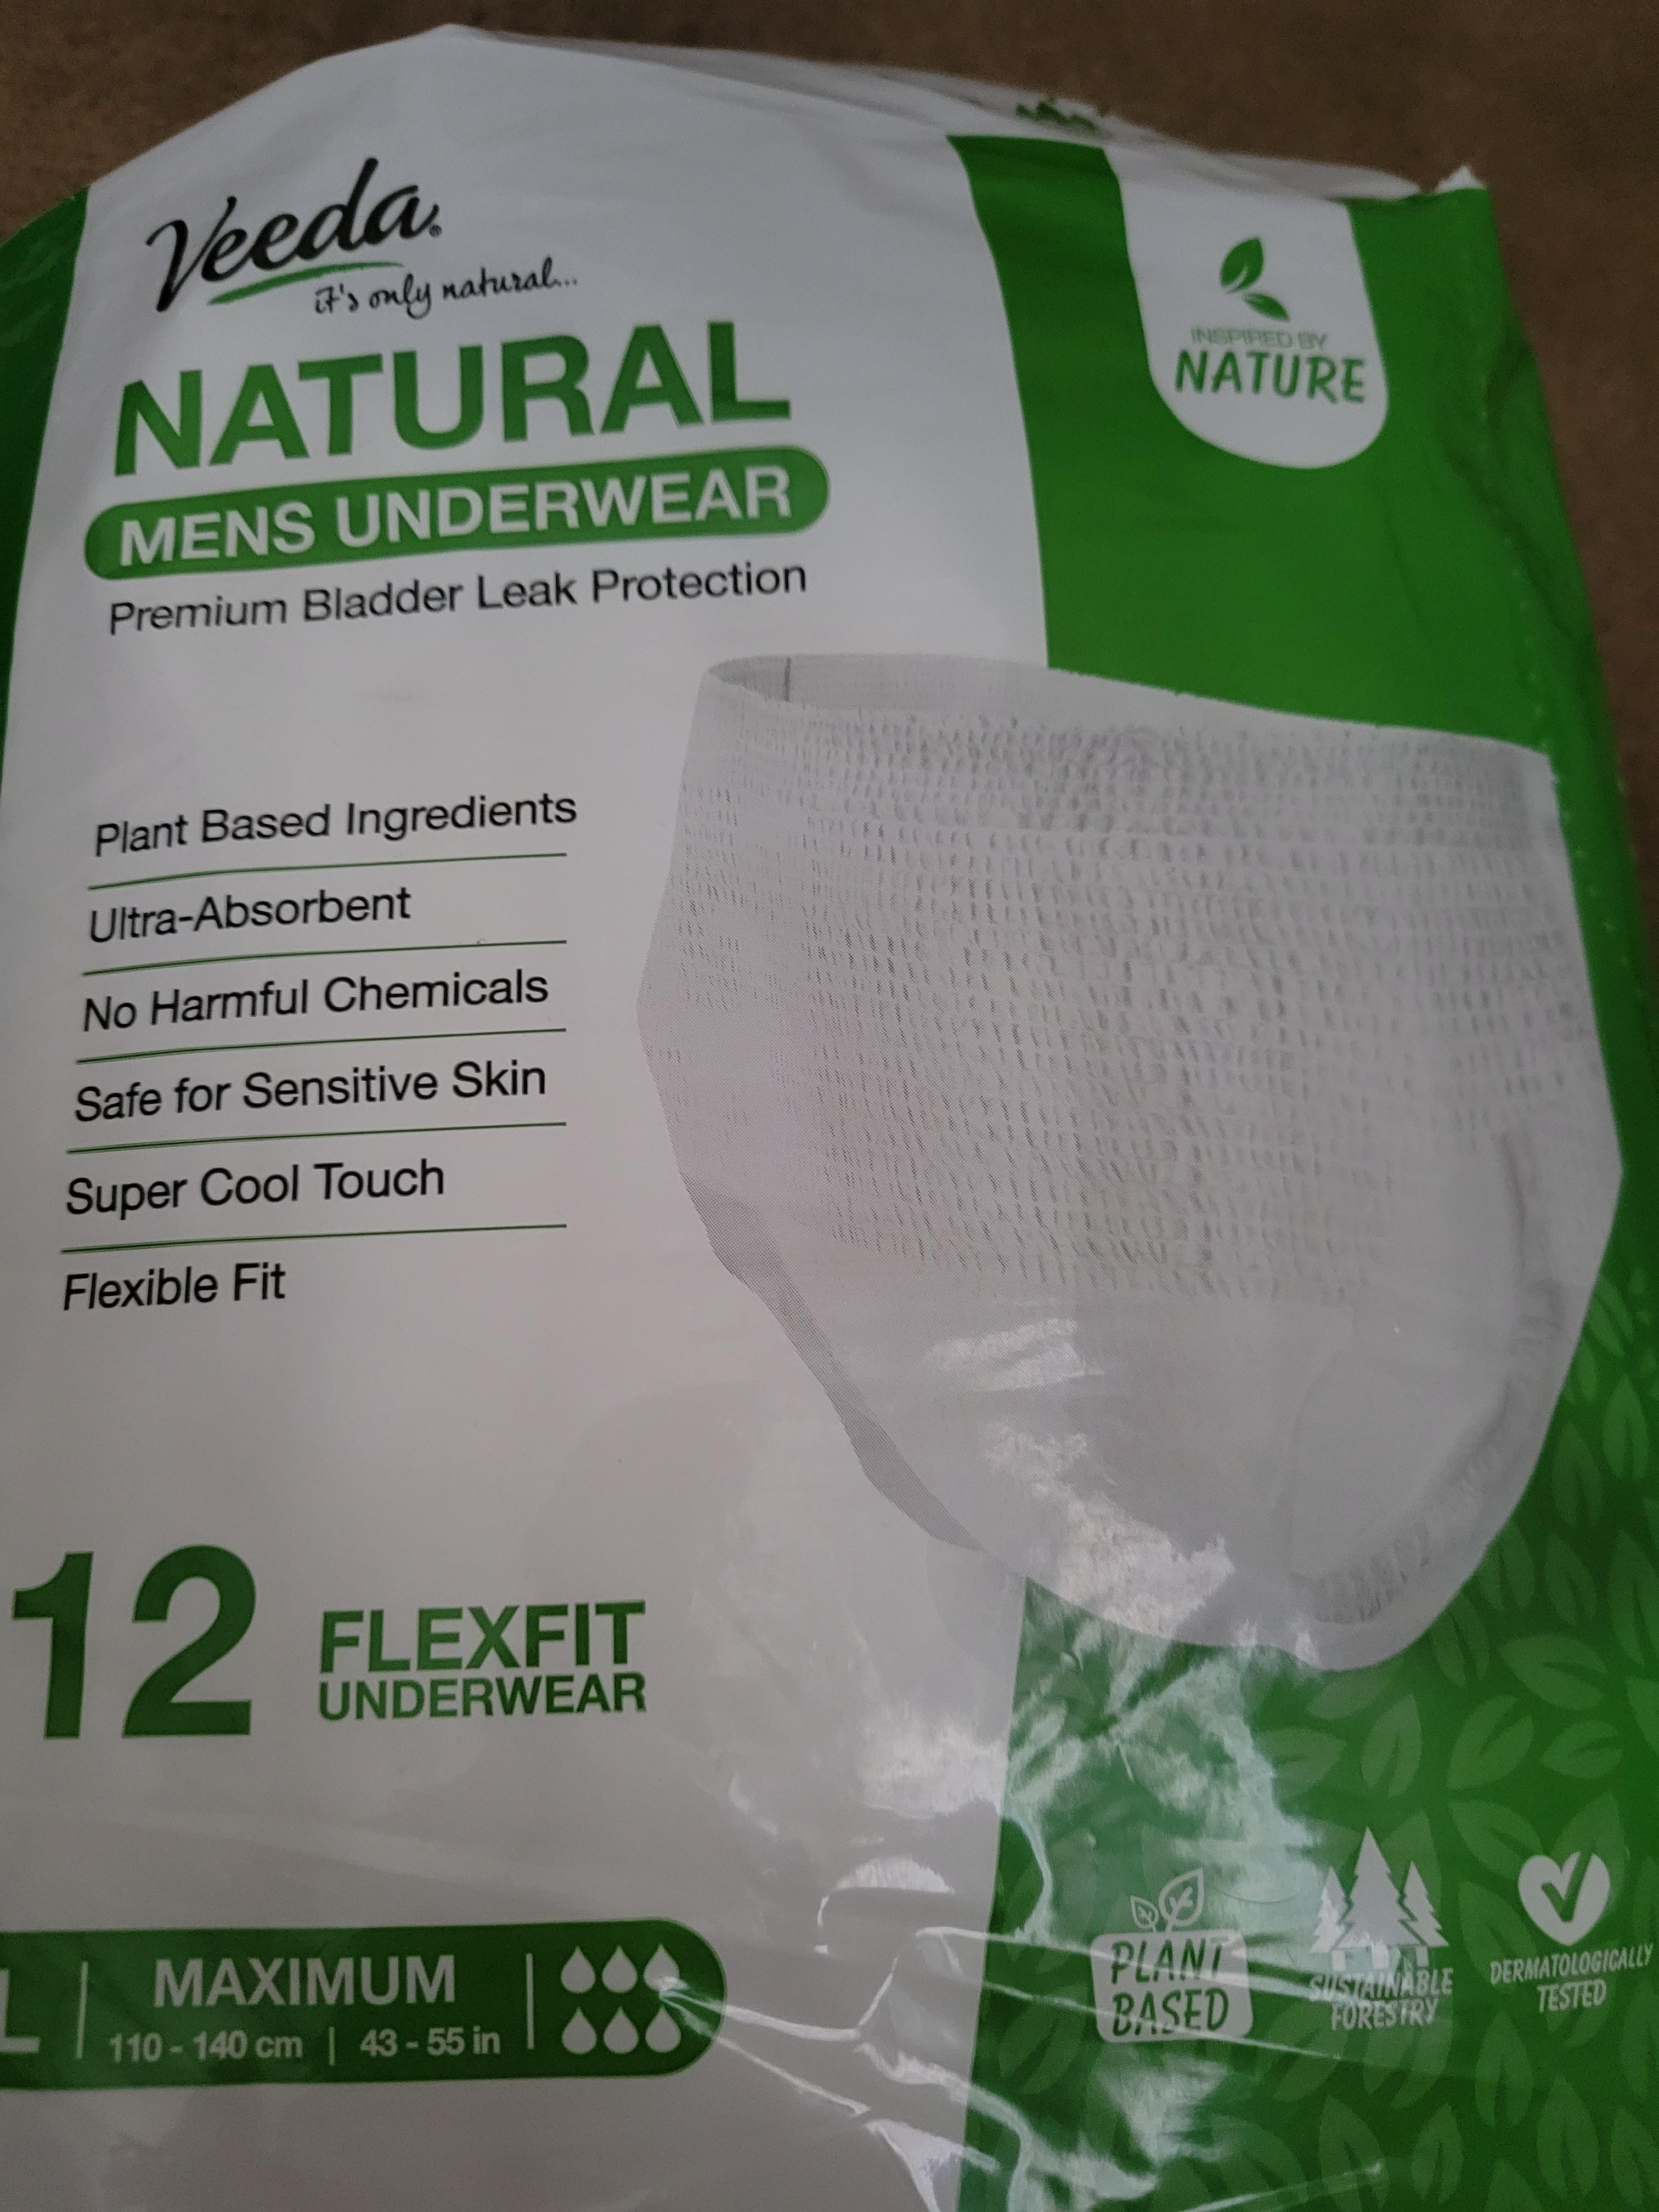 Veeda®
it's only natural...
NATURAL
MENS UNDERWEAR
Premium Bladder Leak Protection
INSPIRED BY
NATURE
Plant Based Ingredients
Ultra-Absorbent
No Harmful Chemicals
Safe for Sensitive Skin
Super Cool Touch
Flexible Fit
12
FLEXFIT
UNDERWEAR
L
MAXIMUM
110 - 140 cm | 43 - 55 in
PLANT
BASED
SUSTAINABLE
FORESTRY
DERMATOLOGICALLY
TESTED